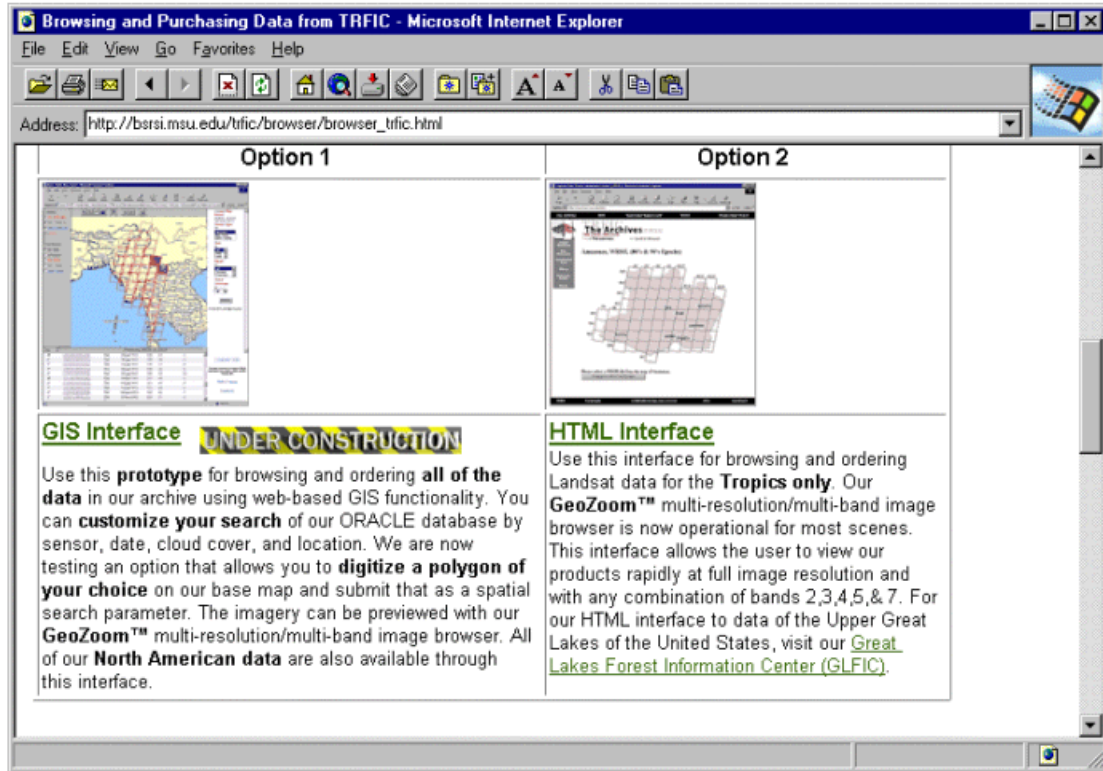 Browsing and Purchasing Data from TRFIC - Microsoft Internet Explorer
File Edit View Go Favorites Help
Address: http://bsrsi.msu.edu/trfic/browser/browser_trfic.html
Option 1
Option 2
The Archives
GIS Interface UNDER CONSTRUCTION
Use this prototype for browsing and ordering all of the
data in our archive using web-based GIS functionality. You
can customize your search of our ORACLE database by
sensor, date, cloud cover, and location. We are now
testing an option that allows you to digitize a polygon of
your choice on our base map and submit that as a spatial
search parameter. The imagery can be previewed with our
GeoZoom™ multi-resolution/multi-band image browser. All
of our North American data are also available through
this interface.
HTML Interface
Use this interface for browsing and ordering
Landsat data for the Tropics only. Our
GeoZoom™ multi-resolution/multi-band image
browser is now operational for most scenes.
This interface allows the user to view our
products rapidly at full image resolution and
with any combination of bands 2,3,4,5,& 7. For
our HTML interface to data of the Upper Great
Lakes of the United States, visit our Great
Lakes Forest Information Center (GLFIC).